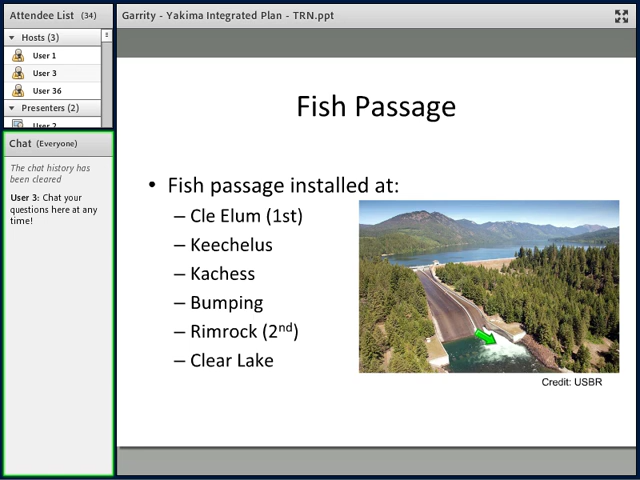 Attendee List (34)
Hosts (3)
User 1
User 3
User 36
Presenters (2)
User 2
Chat (Everyone)
The chat history has
been cleared
User 3: Chat your
questions here at any
time!
Garrity - Yakima Integrated Plan - TRN.ppt
Fish Passage
• Fish passage installed at:
– Cle Elum (1st)
– Keechelus
– Kachess
– Bumping
– Rimrock (2nd)
– Clear Lake
Credit: USBR